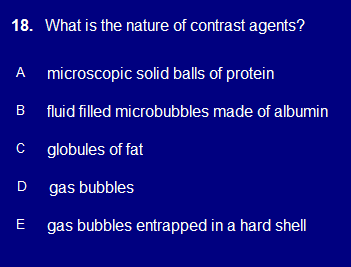 18. What is the nature of contrast agents?
A microscopic solid balls of protein
B fluid filled microbubbles made of albumin
C globules of fat
D gas bubbles
E gas bubbles entrapped in a hard shell